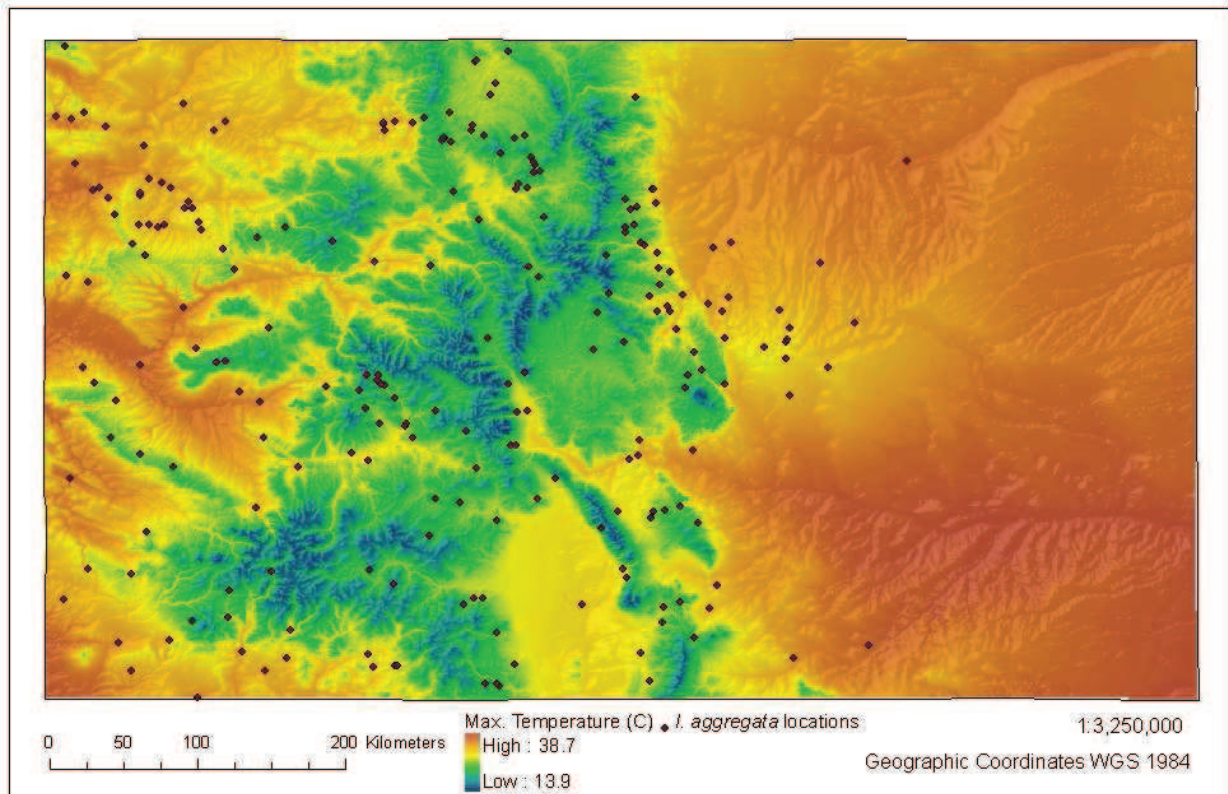 Max. Temperature (C) I. aggregata locations
1:3,250,000
0 50 100 200 Kilometers
High : 38.7
Low : 13.9
Geographic Coordinates WGS 1984